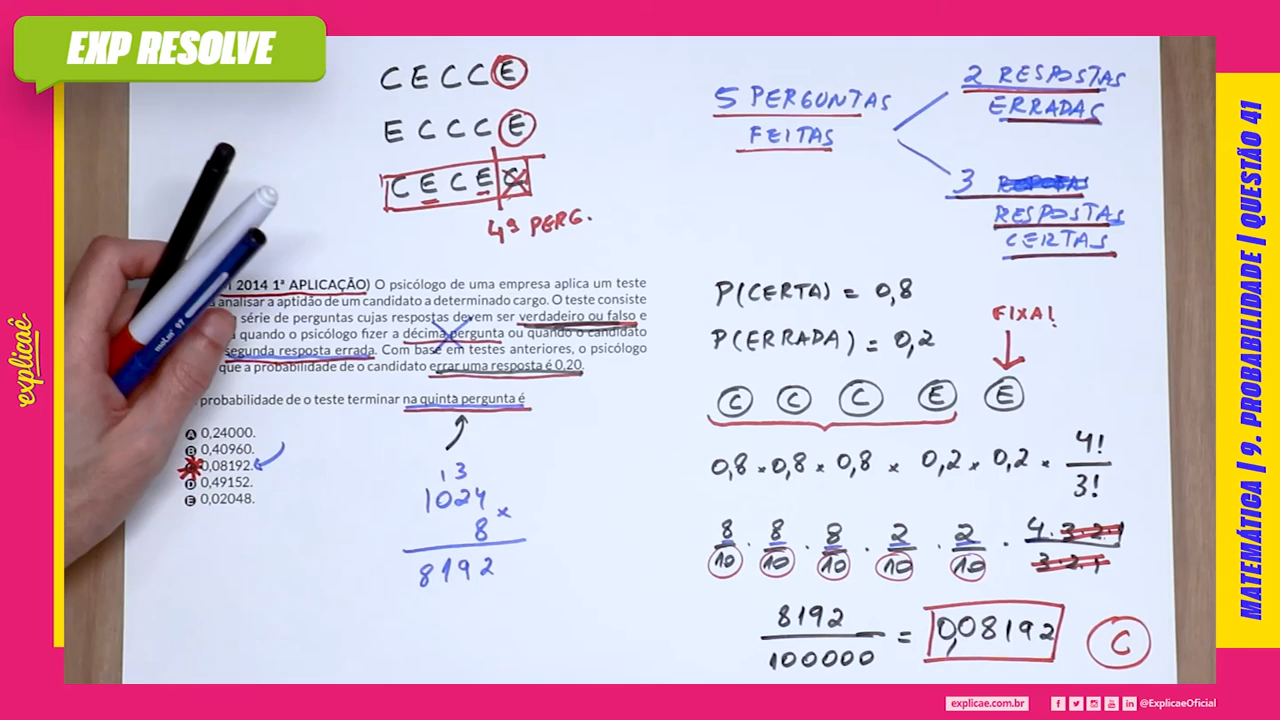 EXP RESOLVE
C E C C E
E C C C E
C E C E C
4ª PERG.
5 PERGUNTAS
FEITAS
2 RESPOSTAS
ERRADAS
3
RESPOSTAS
CERTAS
2014 1ª APLICAÇÃO) O psicólogo de uma empresa aplica um teste
analisar a aptidão de um candidato a determinado cargo. O teste consiste
série de perguntas cujas respostas devem ser verdadeiro ou falso e
quando o psicólogo fizer a décima pergunta ou quando o candidato
segunda resposta errada. Com base em testes anteriores, o psicólogo
que a probabilidade de o candidato errar uma resposta é 0,20.
probabilidade de o teste terminar na quinta pergunta é
A 0,24000.
B 0,40960.
0,08192.
D 0,49152.
E 0,02048.
1 3
1024 ×
8
8192
P(CERTA) = 0,8
P(ERRADA) = 0,2
FIXA!
C C C E E
0,8 × 0,8 × 0,8 × 0,2 × 0,2 × 4!/3!
8/10 · 8/10 · 8/10 · 2/10 · 2/10 · 4·3·2·1/3·2·1
8192/100000 = 0,08192 C
explicaê
MATEMÁTICA | 9. PROBABILIDADE | QUESTÃO 41
explicae.com.br
@ExplicaeOficial